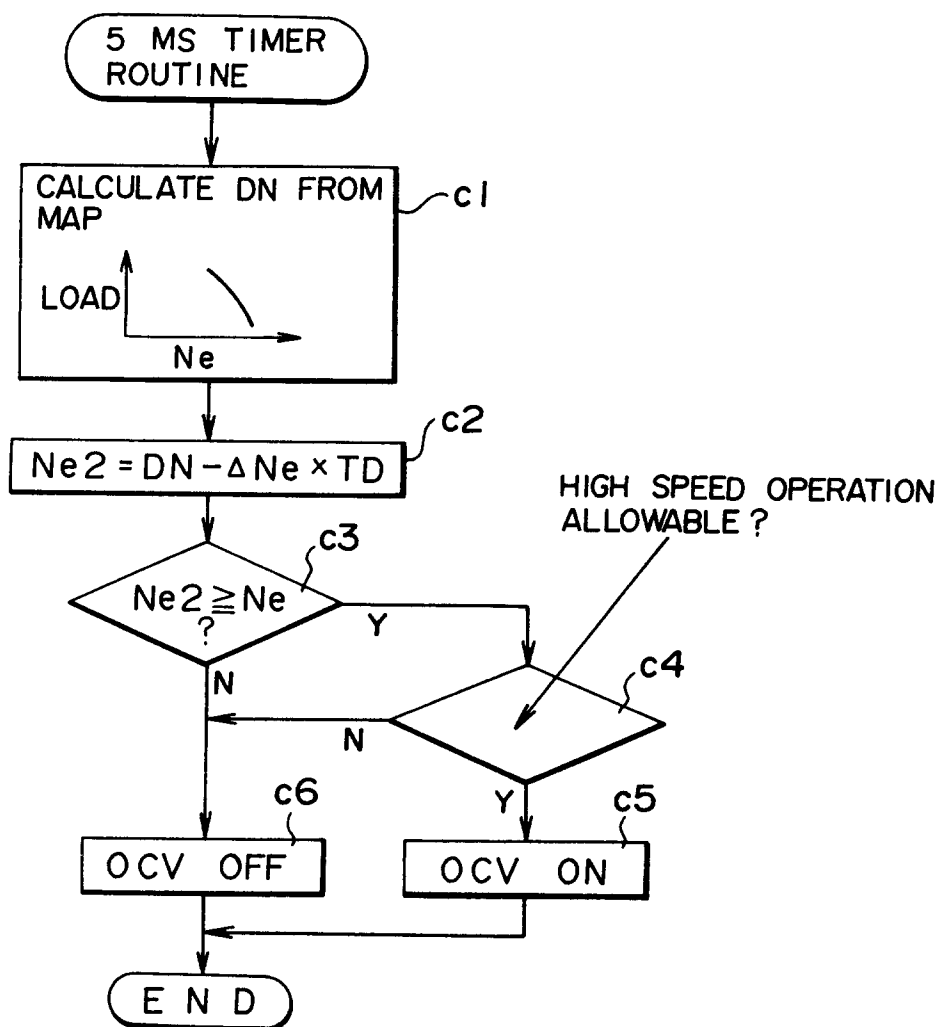 5 MS TIMER
ROUTINE
CALCULATE DN FROM
MAP
c1
LOAD
Ne
c2
Ne2 = DN - Δ Ne × TD
HIGH SPEED OPERATION
ALLOWABLE ?
c3
Ne2 ≧ Ne
?
Y
N
c4
N
Y
c6
c5
OCV OFF
OCV ON
END